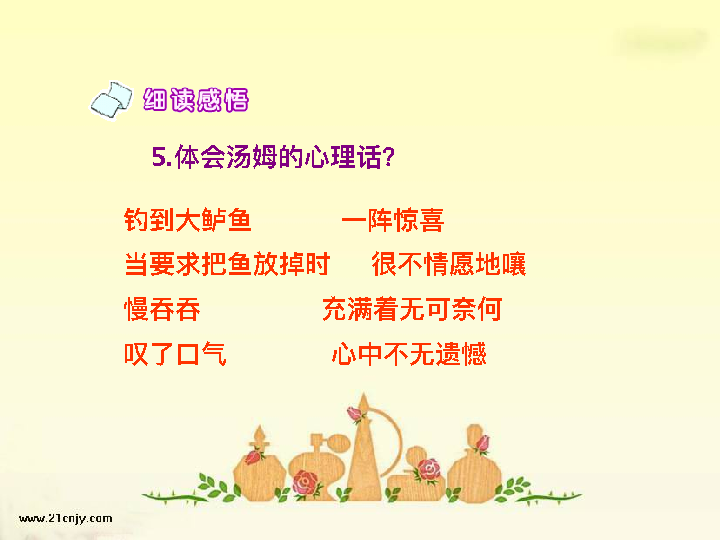 细读感悟
5.体会汤姆的心理话?
钓到大鲈鱼 一阵惊喜
当要求把鱼放掉时 很不情愿地嚷
慢吞吞 充满着无可奈何
叹了口气 心中不无遗憾
www.21cnjy.com